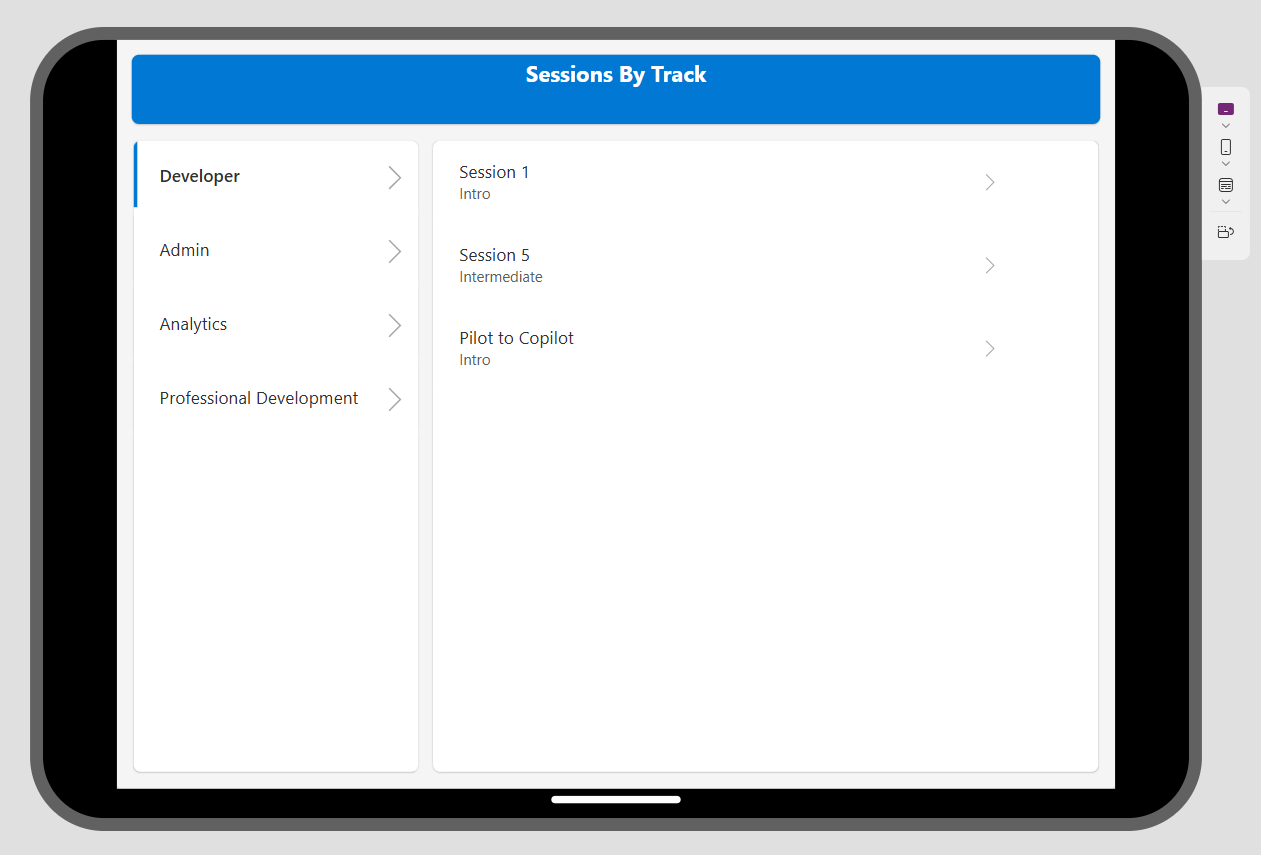 Sessions By Track
Developer
Admin
Analytics
Professional Development
Session 1
Intro
Session 5
Intermediate
Pilot to Copilot
Intro